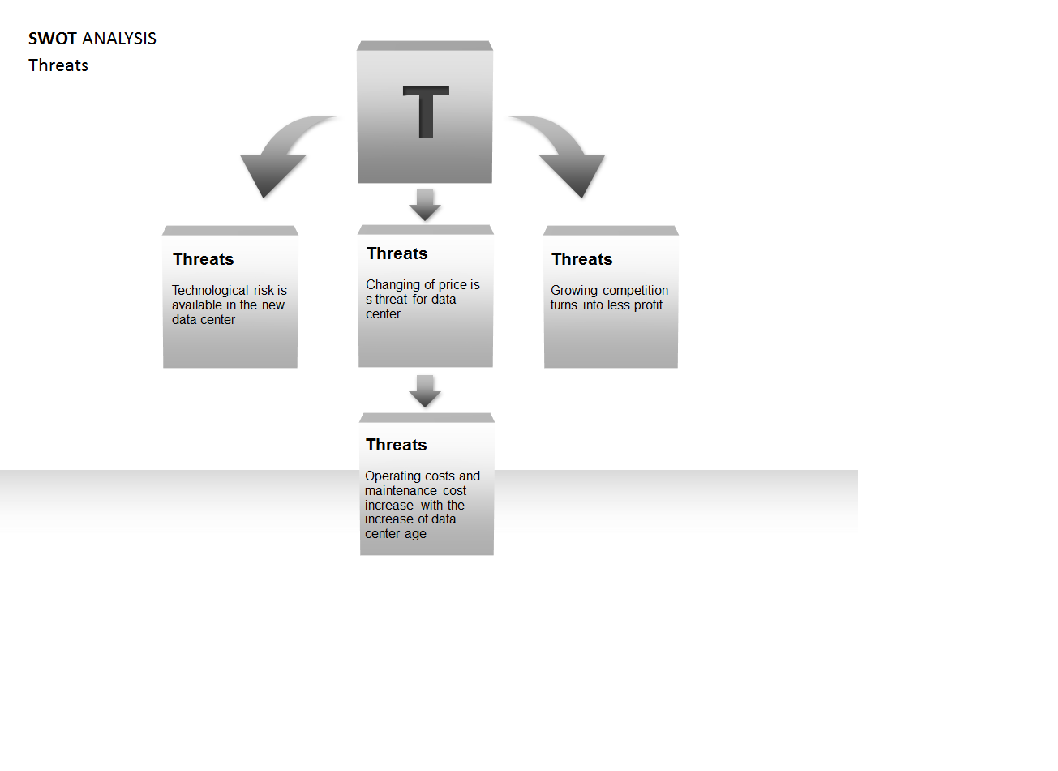 SWOT ANALYSIS
Threats
T
Threats
Technological risk is
available in the new
data center
Threats
Changing of price is
s threat for data
center
Threats
Growing competition
turns into less profit
Threats
Operating costs and
maintenance cost
increase with the
increase of data
center age